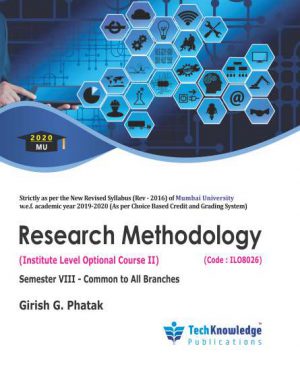 2020
MU
Strictly as per the New Revised Syllabus (Rev - 2016) of Mumbai University
w.e.f. academic year 2019-2020 (As per Choice Based Credit and Grading System)
Research Methodology
(Institute Level Optional Course II) (Code : ILO8026)
Semester VIII - Common to All Branches
Girish G. Phatak
TechKnowledge
Publications